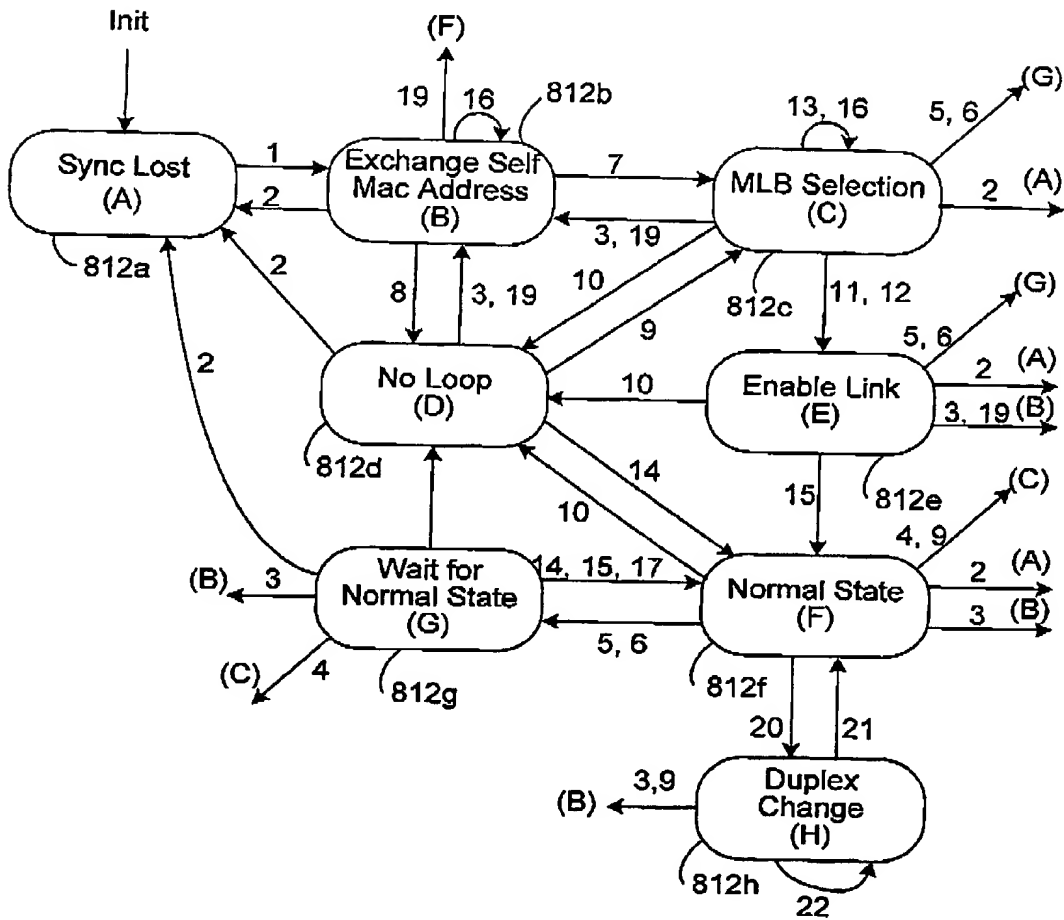 Init
(F)
19
16
812b
13, 16
5, 6
(G)
Sync Lost
(A)
1
2
Exchange Self
Mac Address
(B)
7
3, 19
MLB Selection
(C)
2
(A)
812a
2
8
3, 19
10
9
812c
11, 12
(G)
5, 6
2
No Loop
(D)
10
Enable Link
(E)
2
(A)
3, 19
(B)
812d
14
10
15
812e
(C)
4, 9
(B)
3
Wait for
Normal State
(G)
14, 15, 17
5, 6
Normal State
(F)
2
(A)
3
(B)
(C)
4
812g
812f
20
21
(B)
3,9
Duplex
Change
(H)
812h
22